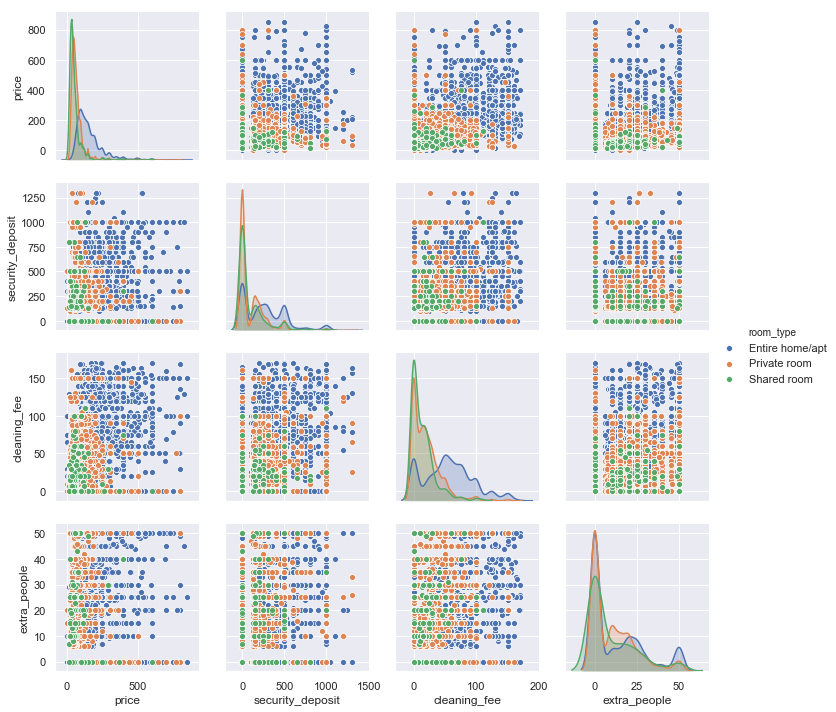 800
600
400
200
0
price
1250
1000
750
500
250
0
security_deposit
150
100
50
0
cleaning_fee
50
40
30
20
10
0
extra_people
0 500
price
0 500 1000 1500
security_deposit
0 100 200
cleaning_fee
0 25 50
extra_people
room_type
Entire home/apt
Private room
Shared room